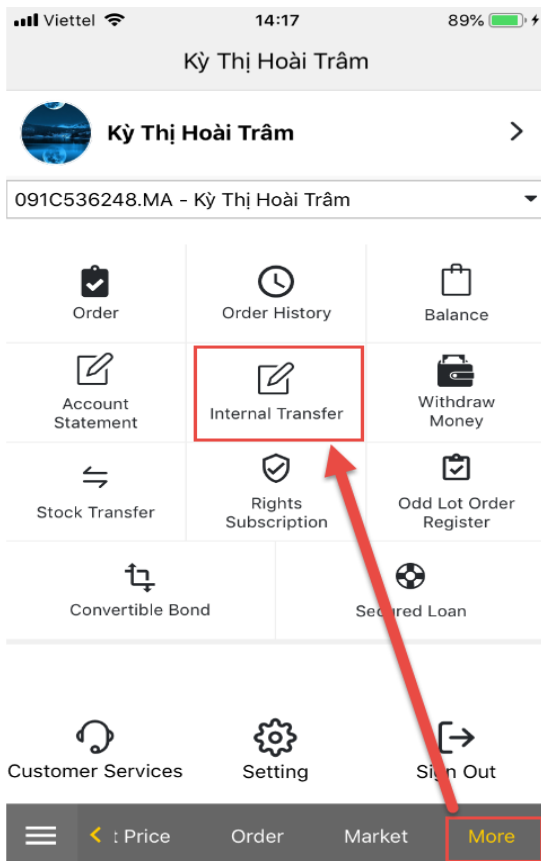 Viettel 14:17 89%
Kỳ Thị Hoài Trâm
Kỳ Thị Hoài Trâm
091C536248.MA - Kỳ Thị Hoài Trâm
Order Order History Balance
Account Statement
Internal Transfer
Withdraw Money
Stock Transfer
Rights Subscription
Odd Lot Order Register
Convertible Bond Secured Loan
Customer Services Setting Sign Out
t Price Order Market More